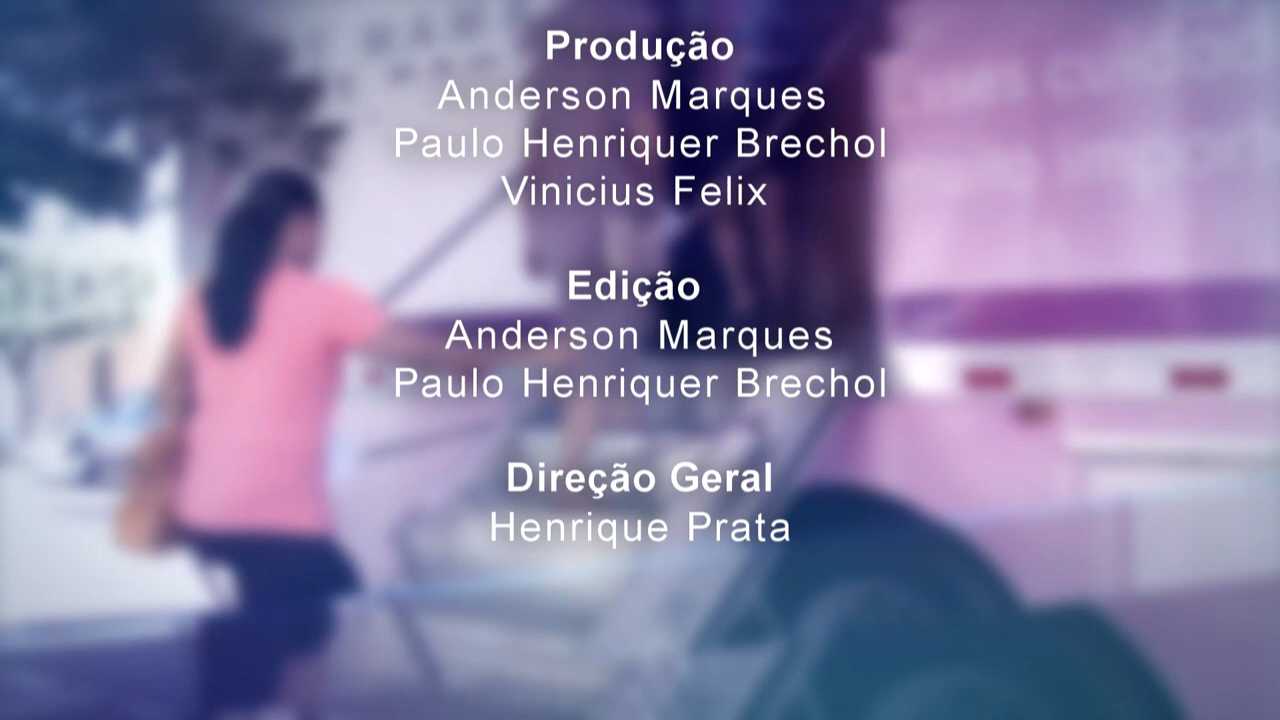 Produção
Anderson Marques
Paulo Henriquer Brechol
Vinicius Felix
Edição
Anderson Marques
Paulo Henriquer Brechol
Direção Geral
Henrique Prata